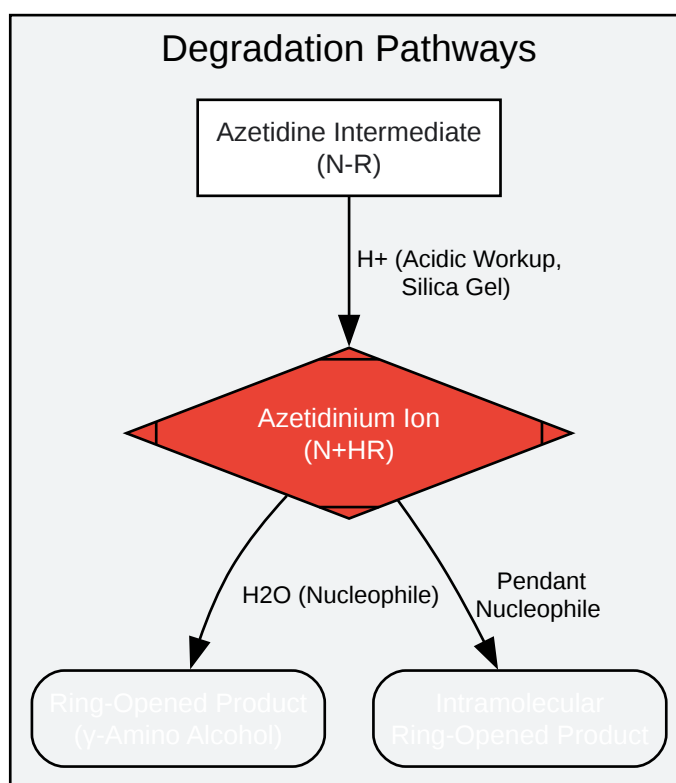 Degradation Pathways
Azetidine Intermediate
(N-R)
H+ (Acidic Workup,
Silica Gel)
Azetidinium Ion
(N+HR)
H2O (Nucleophile)
Pendant
Nucleophile
Ring-Opened Product
(γ-Amino Alcohol)
Intramolecular
Ring-Opened Product